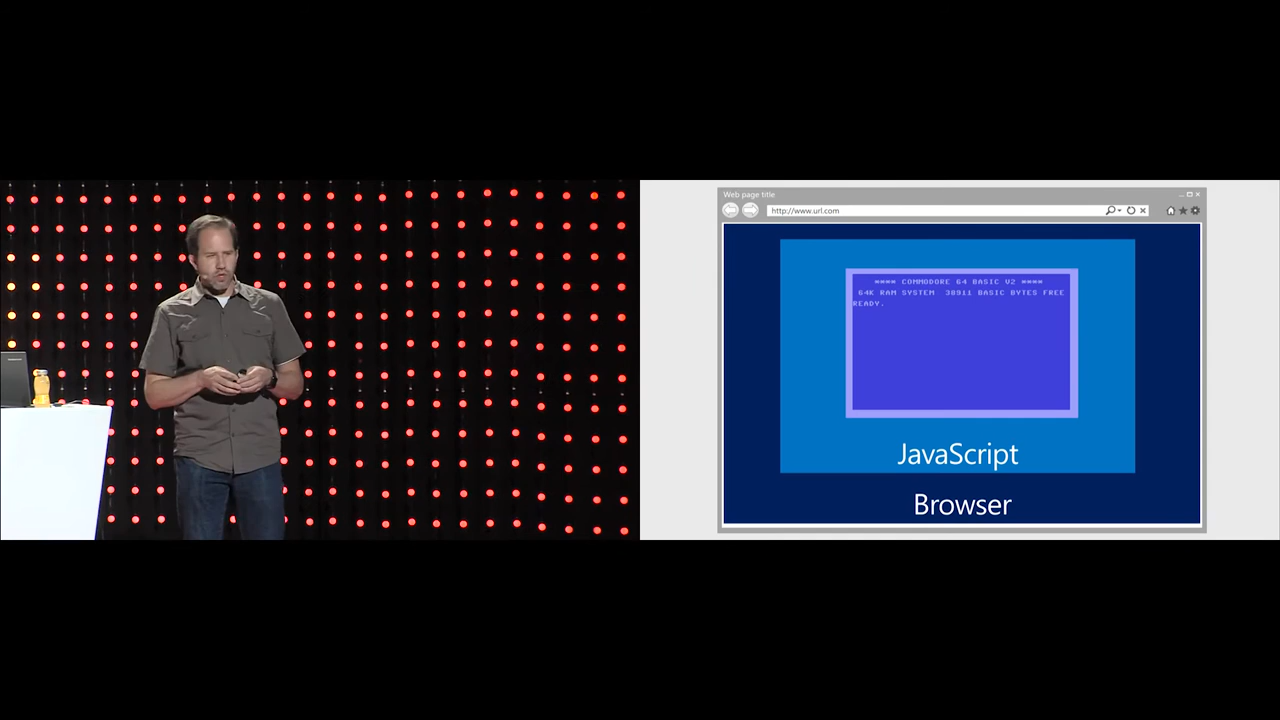 Web page title
http://www.url.com
==== COMMODORE 64 BASIC V2 ====
64K RAM SYSTEM 38911 BASIC BYTES FREE
READY.
JavaScript
Browser